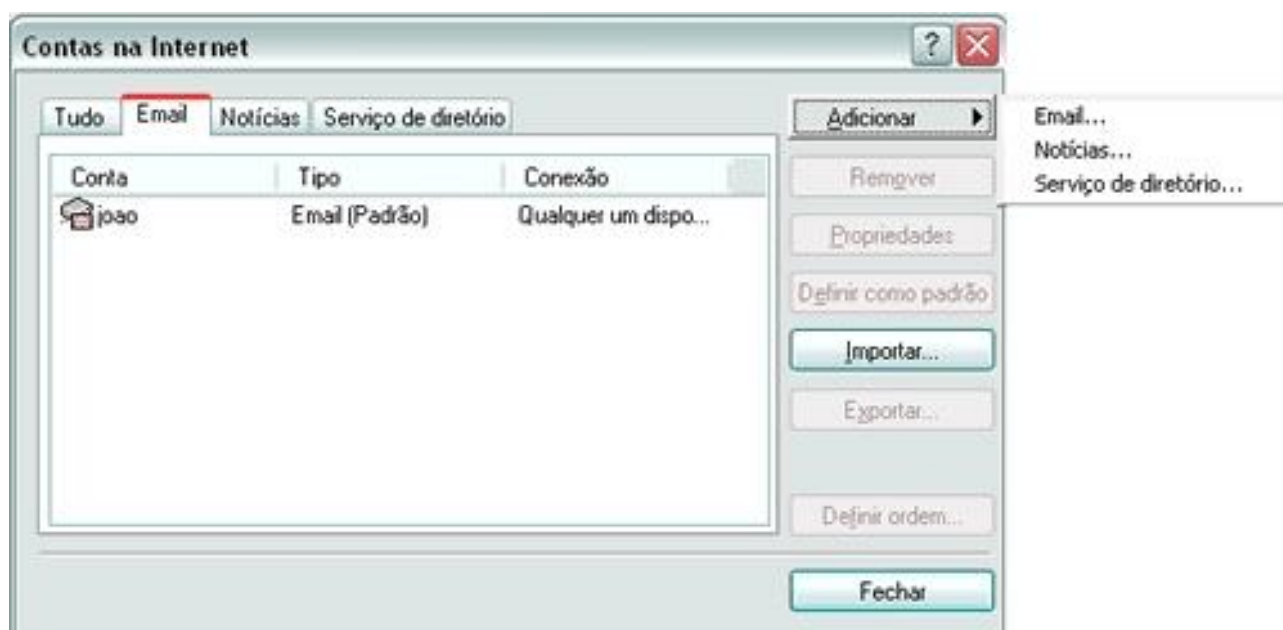 Contas na Internet ?
Tudo Email Notícias Serviço de diretório
Adicionar
Email...
Notícias...
Serviço de diretório...
Conta Tipo Conexão
joao Email (Padrão) Qualquer um dispo...
Remover
Propriedades
Definir como padrão
Importar...
Exportar...
Definir ordem...
Fechar